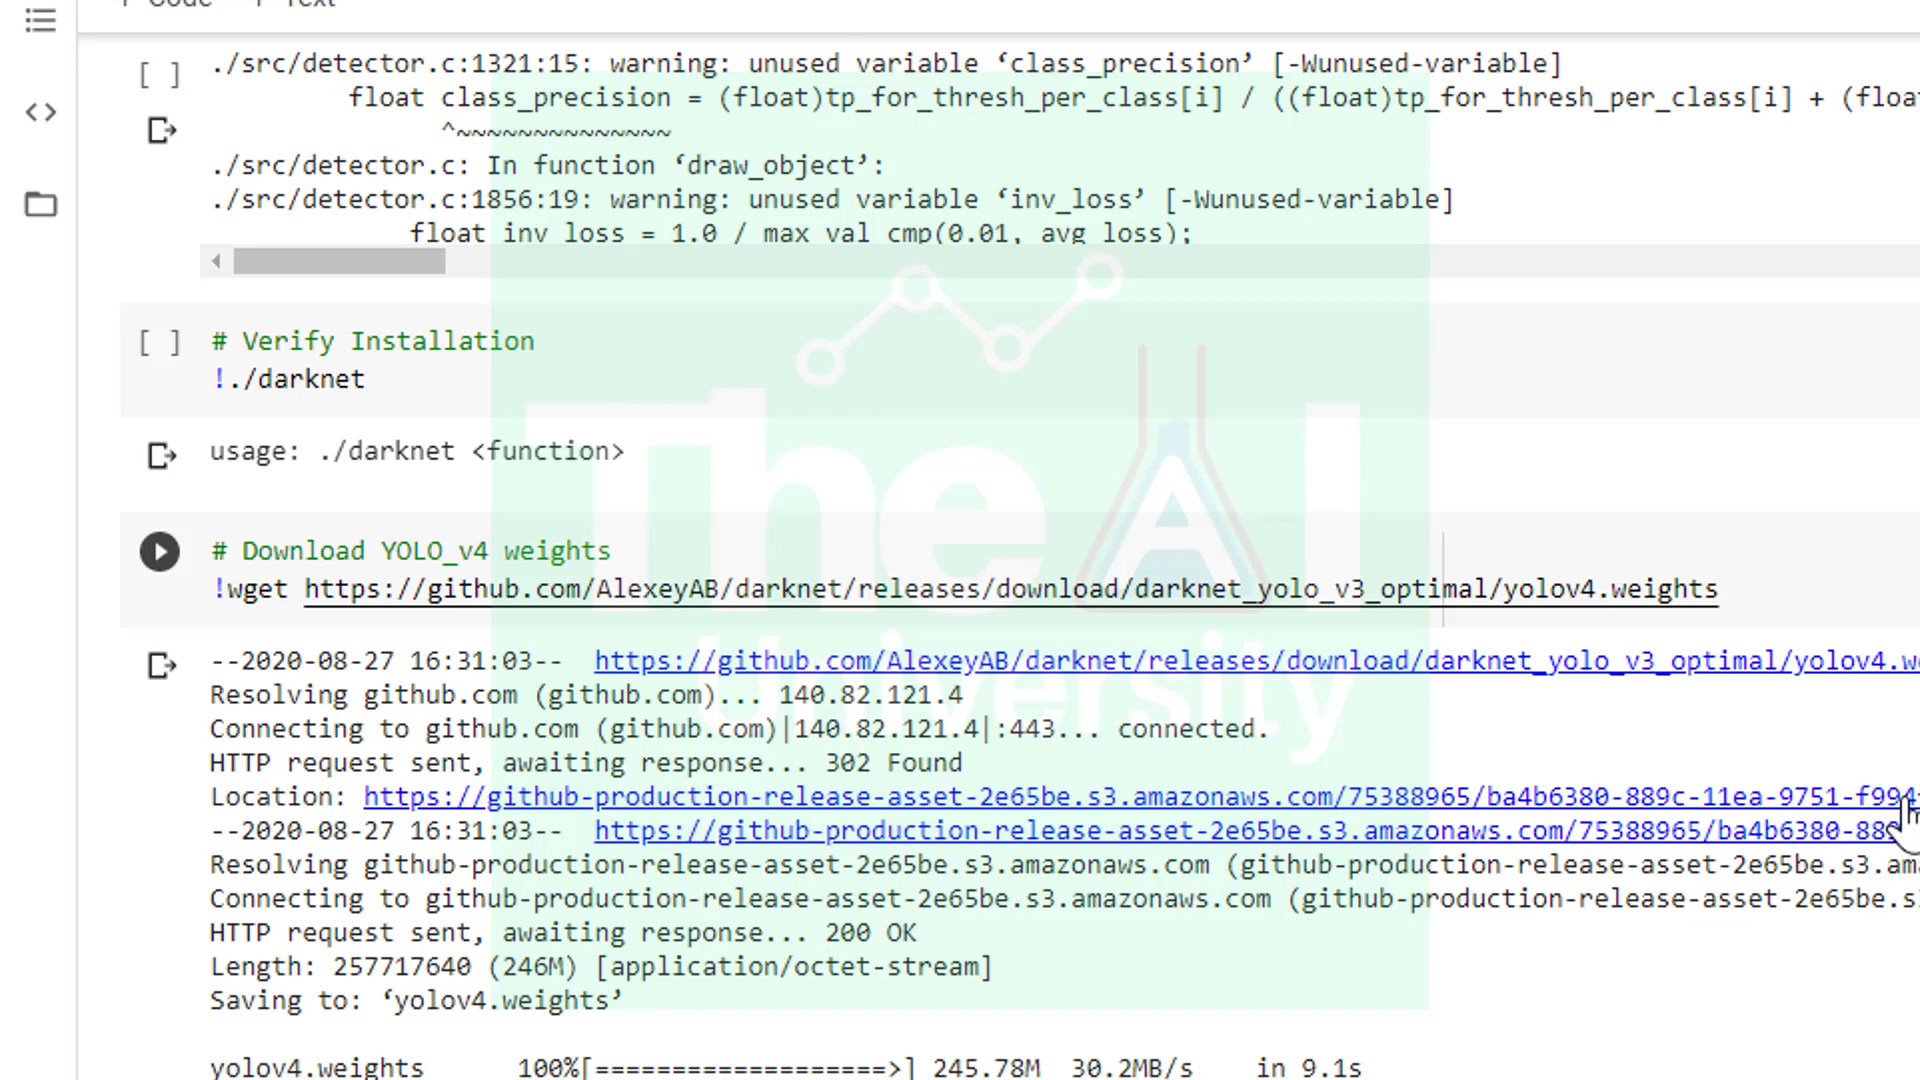 + Code + Text
[ ] ./src/detector.c:1321:15: warning: unused variable ‘class_precision’ [-Wunused-variable]
float class_precision = (float)tp_for_thresh_per_class[i] / ((float)tp_for_thresh_per_class[i] + (float
^~~~~~~~~~~~~~~
./src/detector.c: In function ‘draw_object’:
./src/detector.c:1856:19: warning: unused variable ‘inv_loss’ [-Wunused-variable]
float inv_loss = 1.0 / max_val_cmp(0.01, avg_loss);
[ ] # Verify Installation
!./darknet
usage: ./darknet <function>
# Download YOLO_v4 weights
!wget https://github.com/AlexeyAB/darknet/releases/download/darknet_yolo_v3_optimal/yolov4.weights
--2020-08-27 16:31:03-- https://github.com/AlexeyAB/darknet/releases/download/darknet_yolo_v3_optimal/yolov4.we
Resolving github.com (github.com)... 140.82.121.4
Connecting to github.com (github.com)|140.82.121.4|:443... connected.
HTTP request sent, awaiting response... 302 Found
Location: https://github-production-release-asset-2e65be.s3.amazonaws.com/75388965/ba4b6380-889c-11ea-9751-f994
--2020-08-27 16:31:03-- https://github-production-release-asset-2e65be.s3.amazonaws.com/75388965/ba4b6380-889
Resolving github-production-release-asset-2e65be.s3.amazonaws.com (github-production-release-asset-2e65be.s3.ama
Connecting to github-production-release-asset-2e65be.s3.amazonaws.com (github-production-release-asset-2e65be.s3
HTTP request sent, awaiting response... 200 OK
Length: 257717640 (246M) [application/octet-stream]
Saving to: ‘yolov4.weights’
yolov4.weights 100%[===================>] 245.78M 30.2MB/s in 9.1s
The AI
University